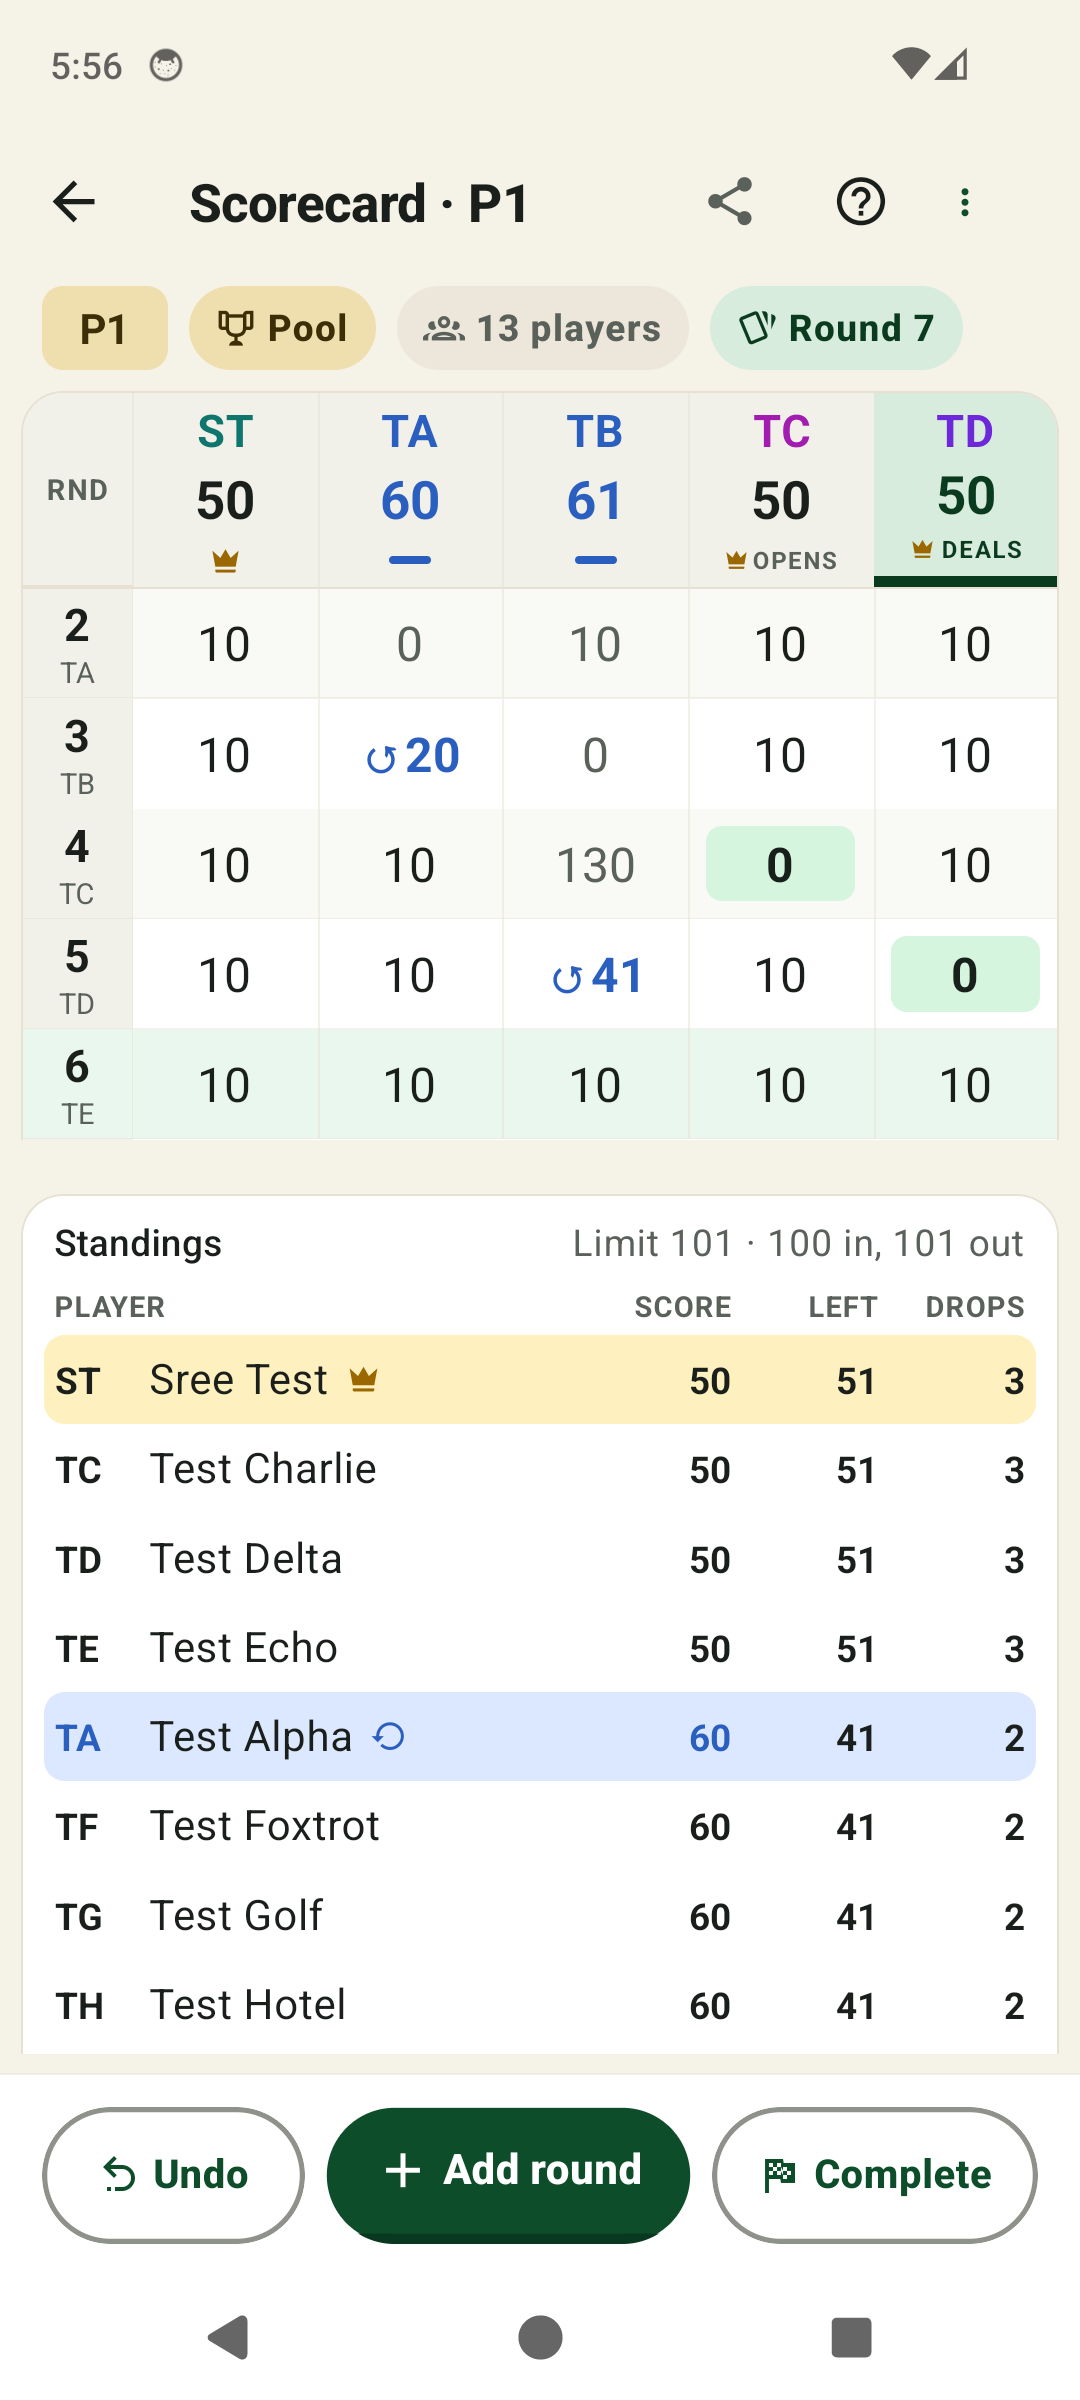 5:56
Scorecard · P1
P1 Pool 13 players Round 7
RND ST TA TB TC TD
50 60 61 50 50
OPENS DEALS
2 10 0 10 10 10
TA
3 10 20 0 10 10
TB
4 10 10 130 0 10
TC
5 10 10 41 10 0
TD
6 10 10 10 10 10
TE
Standings Limit 101 · 100 in, 101 out
PLAYER SCORE LEFT DROPS
ST Sree Test 50 51 3
TC Test Charlie 50 51 3
TD Test Delta 50 51 3
TE Test Echo 50 51 3
TA Test Alpha 60 41 2
TF Test Foxtrot 60 41 2
TG Test Golf 60 41 2
TH Test Hotel 60 41 2
Undo Add round Complete